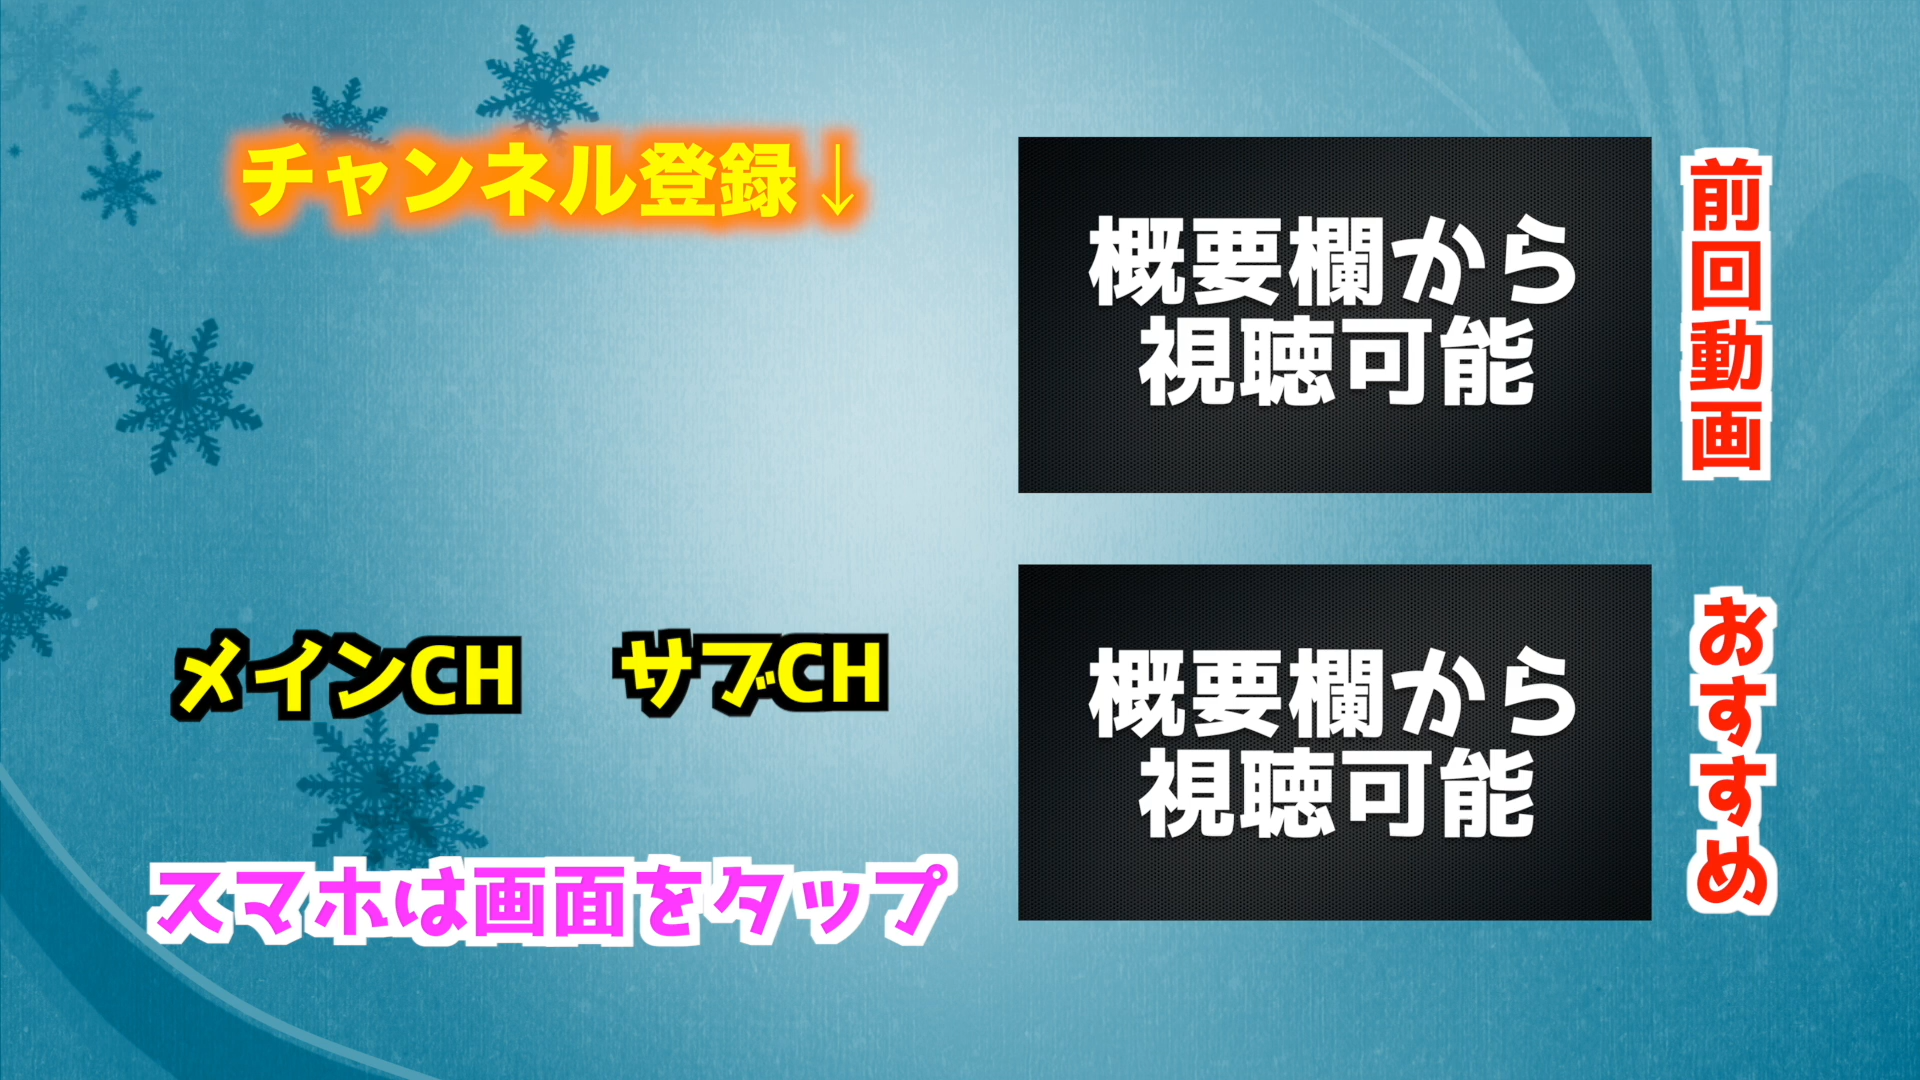 チャンネル登録↓
メインCH
サブCH
スマホは画面をタップ
概要欄から
視聴可能
前回動画
概要欄から
視聴可能
おすすめ